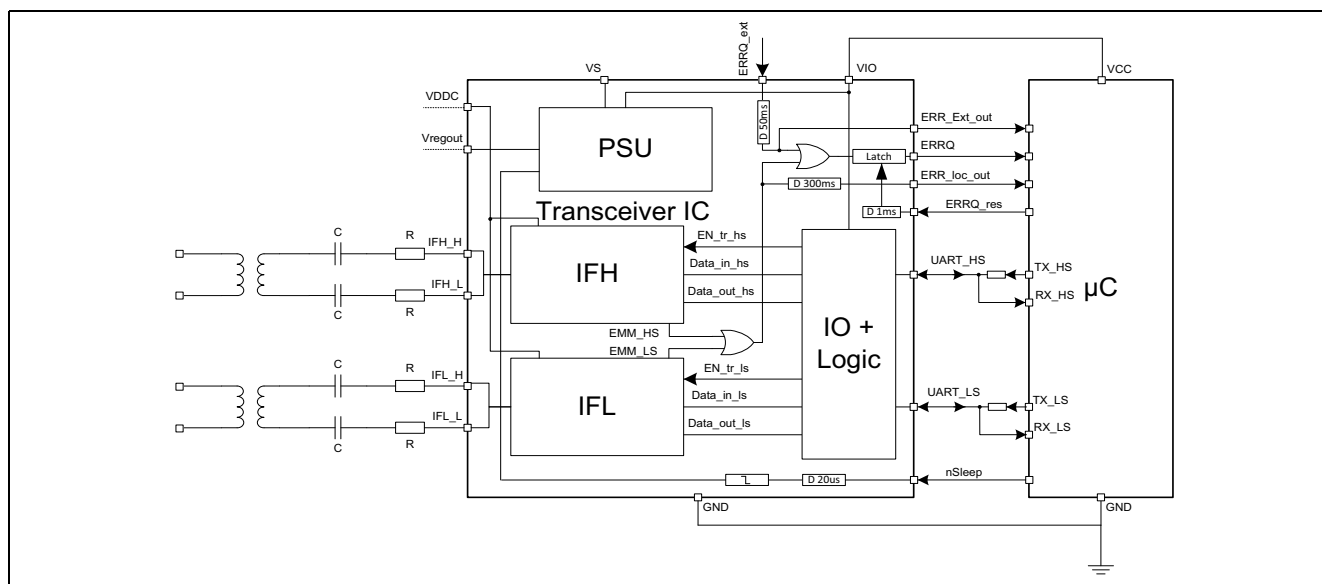 ERRQ_ext
VS
VIO
VCC
VDDC
D 50ms
ERR_Ext_out
Vregout
PSU
Latch
ERRQ
D 300ms
ERR_loc_out
Transceiver IC
D 1ms
ERRQ_res
C
R
IFH_H
EN_tr_hs
IFH
Data_in_hs
UART_HS
TX_HS
IFH_L
Data_out_hs
RX_HS
µC
C
R
EMM_HS
IO +
Logic
EMM_LS
C
R
IFL_H
EN_tr_ls
IFL
Data_in_ls
UART_LS
TX_LS
IFL_L
Data_out_ls
RX_LS
C
R
D 20us
nSleep
GND
GND